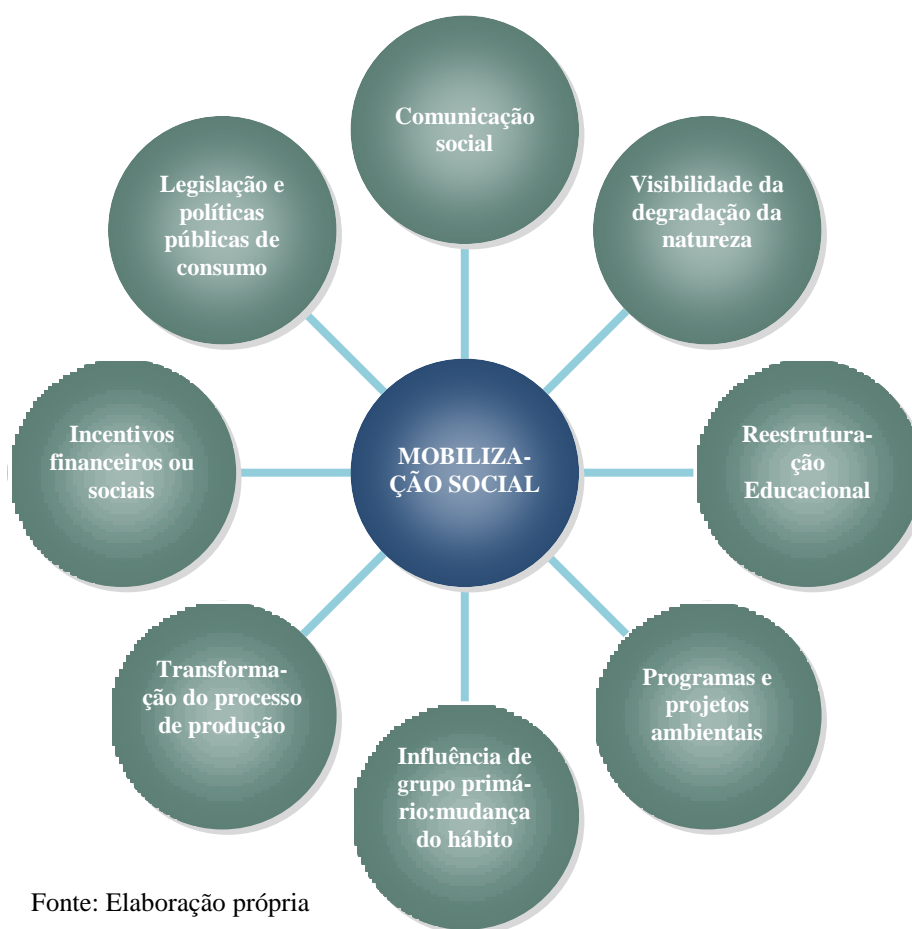 Comunicação
social
Visibilidade da
degradação da
natureza
Reestrutura-
ção
Educacional
Programas e
projetos
ambientais
Influência de
grupo primá-
rio:mudança
do hábito
Transforma-
ção do processo
de produção
Incentivos
financeiros ou
sociais
Legislação e
políticas
públicas de
consumo
MOBILIZA-
ÇÃO SOCIAL
Fonte: Elaboração própria